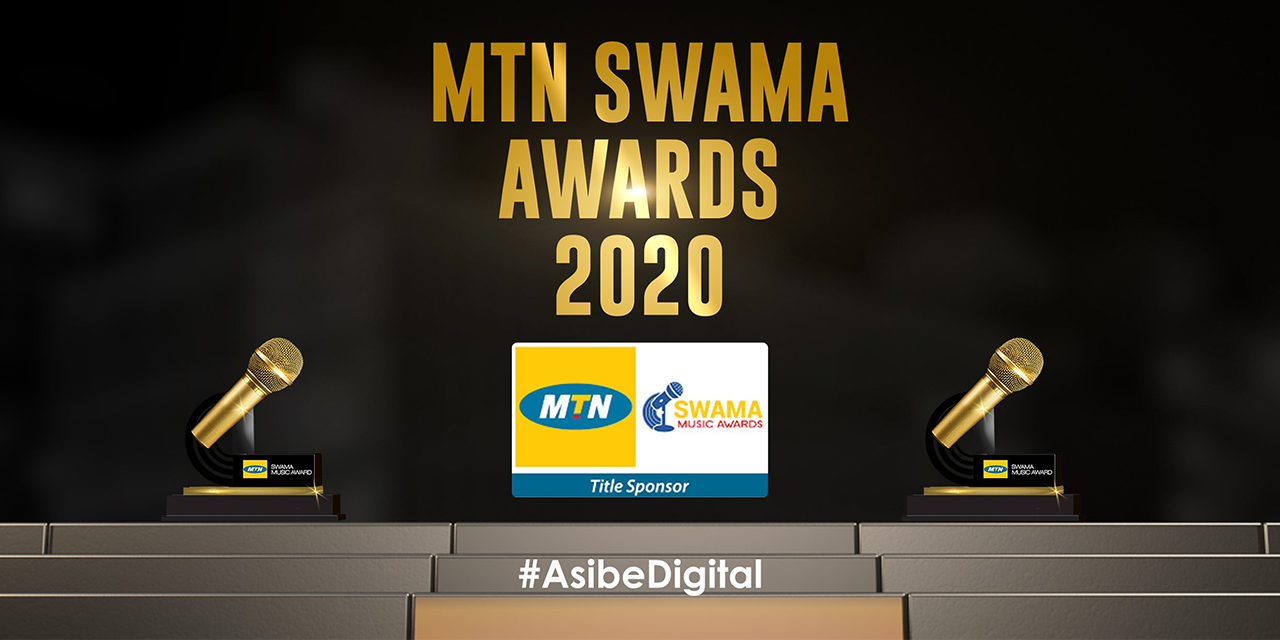 MTN SWAMA
AWARDS
2020
MTN
SWAMA
MUSIC AWARDS
Title Sponsor
MTN
SWAMA
MUSIC AWARD
MTN
SWAMA
MUSIC AWARD
#AsibeDigital